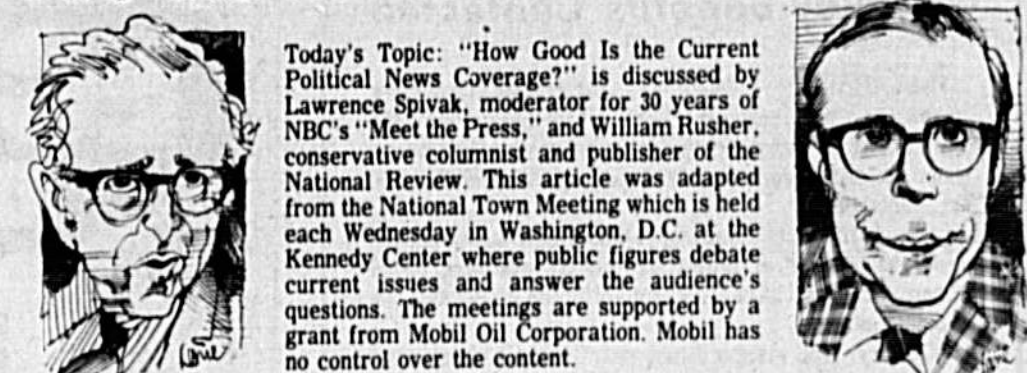 Today's Topic: "How Good Is the Current
Political News Coverage?" is discussed by
Lawrence Spivak, moderator for 30 years of
NBC's "Meet the Press," and William Rusher,
conservative columnist and publisher of the
National Review. This article was adapted
from the National Town Meeting which is held
each Wednesday in Washington, D.C. at the
Kennedy Center where public figures debate
current issues and answer the audience's
questions. The meetings are supported by a
grant from Mobil Oil Corporation. Mobil has
no control over the content.